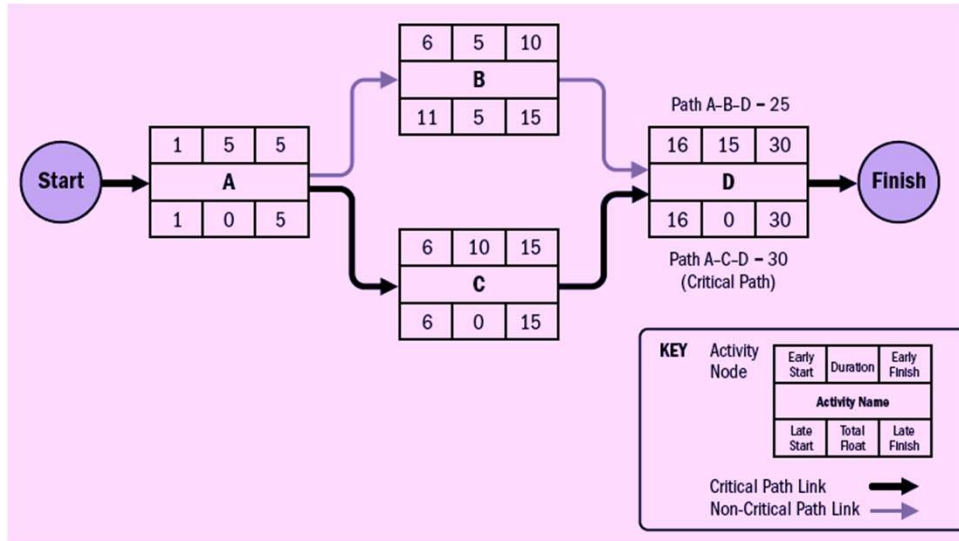 Start
1 5 5
A
1 0 5
6 5 10
B
11 5 15
6 10 15
C
6 0 15
Path A-B-D – 25
16 15 30
D
16 0 30
Path A-C-D – 30
(Critical Path)
Finish
KEY
Activity
Node
Early
Start
Duration
Early
Finish
Activity Name
Late
Start
Total
Float
Late
Finish
Critical Path Link
Non-Critical Path Link